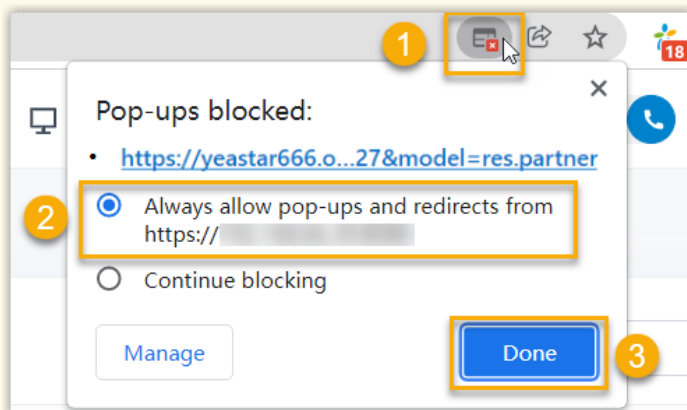 1
18
Pop-ups blocked:
• https://yeastar666.o...27&model=res.partner
2
Always allow pop-ups and redirects from
https://
Continue blocking
Manage
Done
3